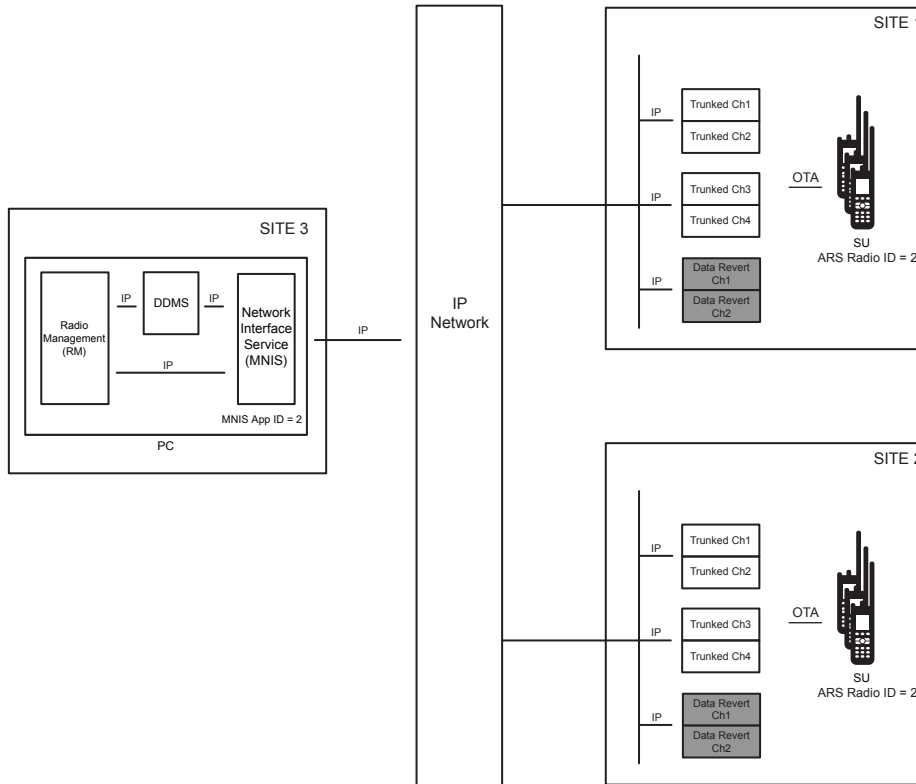 SITE 3
Radio
Management
(RM)
IP
DDMS
IP
IP
Network
Interface
Service
(MNIS)
MNIS App ID = 2
PC
IP
IP
Network
SITE 1
IP
Trunked Ch1
Trunked Ch2
IP
Trunked Ch3
Trunked Ch4
IP
Data Revert
Ch1
Data Revert
Ch2
OTA
SU
ARS Radio ID = 2
SITE 2
IP
Trunked Ch1
Trunked Ch2
IP
Trunked Ch3
Trunked Ch4
IP
Data Revert
Ch1
Data Revert
Ch2
OTA
SU
ARS Radio ID = 2